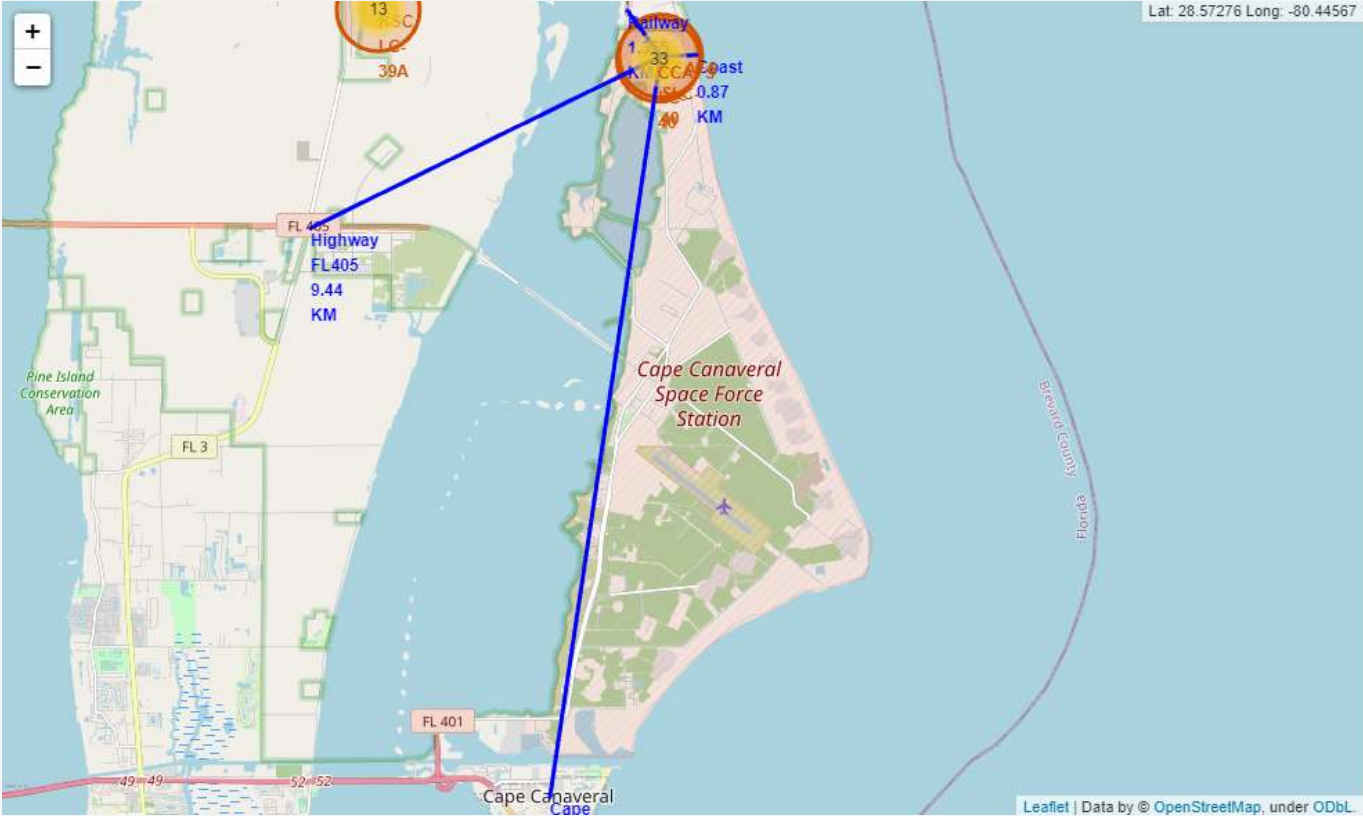 +
−
Lat: 28.57276 Long: -80.44567
13
KSC
LC-
39A
Railway
33
Coast
0.87
KM
40
FL 405
Highway
FL405
9.44
KM
Pine Island
Conservation
Area
Cape Canaveral
Space Force
Station
FL 3
Brevard County
Florida
FL 401
49 49
52 52
Cape Canaveral
Cape
Leaflet | Data by © OpenStreetMap, under ODbL.